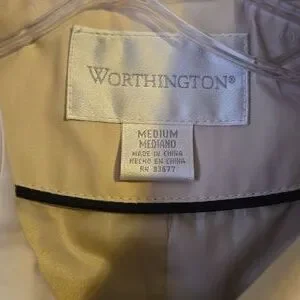 WORTHINGTON®
MEDIUM
MEDIANO
MADE IN CHINA
HECHO EN CHINA
RN 93677